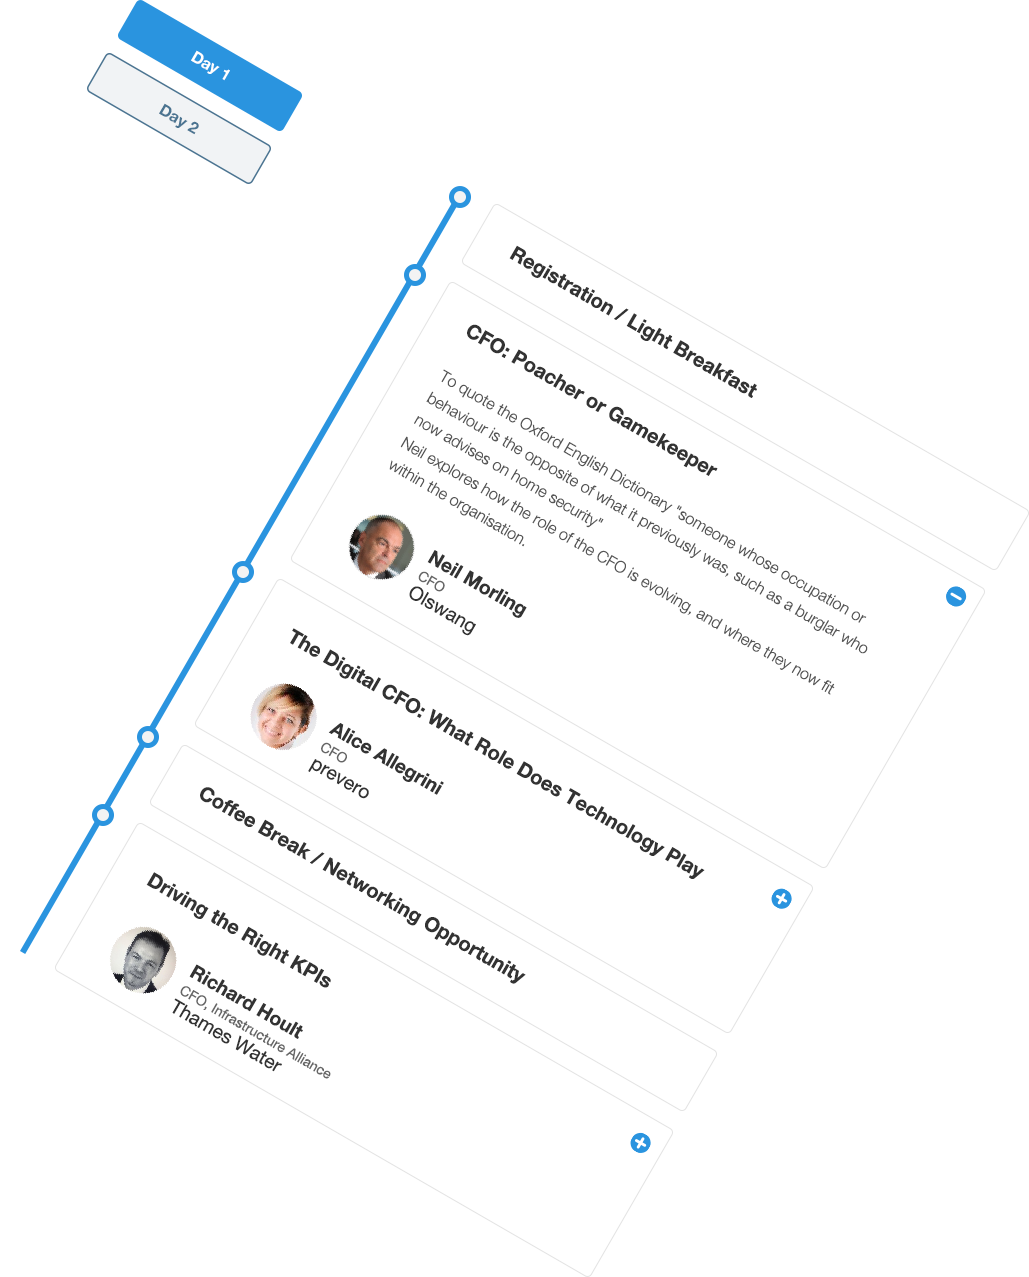 Day 1
Day 2
Registration / Light Breakfast
CFO: Poacher or Gamekeeper
To quote the Oxford English Dictionary "someone whose occupation or
behaviour is the opposite of what it previously was, such as a burglar who
now advises on home security"
Neil explores how the role of the CFO is evolving, and where they now fit
within the organisation.
Neil Morling
CFO
Olswang
The Digital CFO: What Role Does Technology Play
Alice Allegrini
CFO
prevero
Coffee Break / Networking Opportunity
Driving the Right KPIs
Richard Hoult
CFO, Infrastructure Alliance
Thames Water